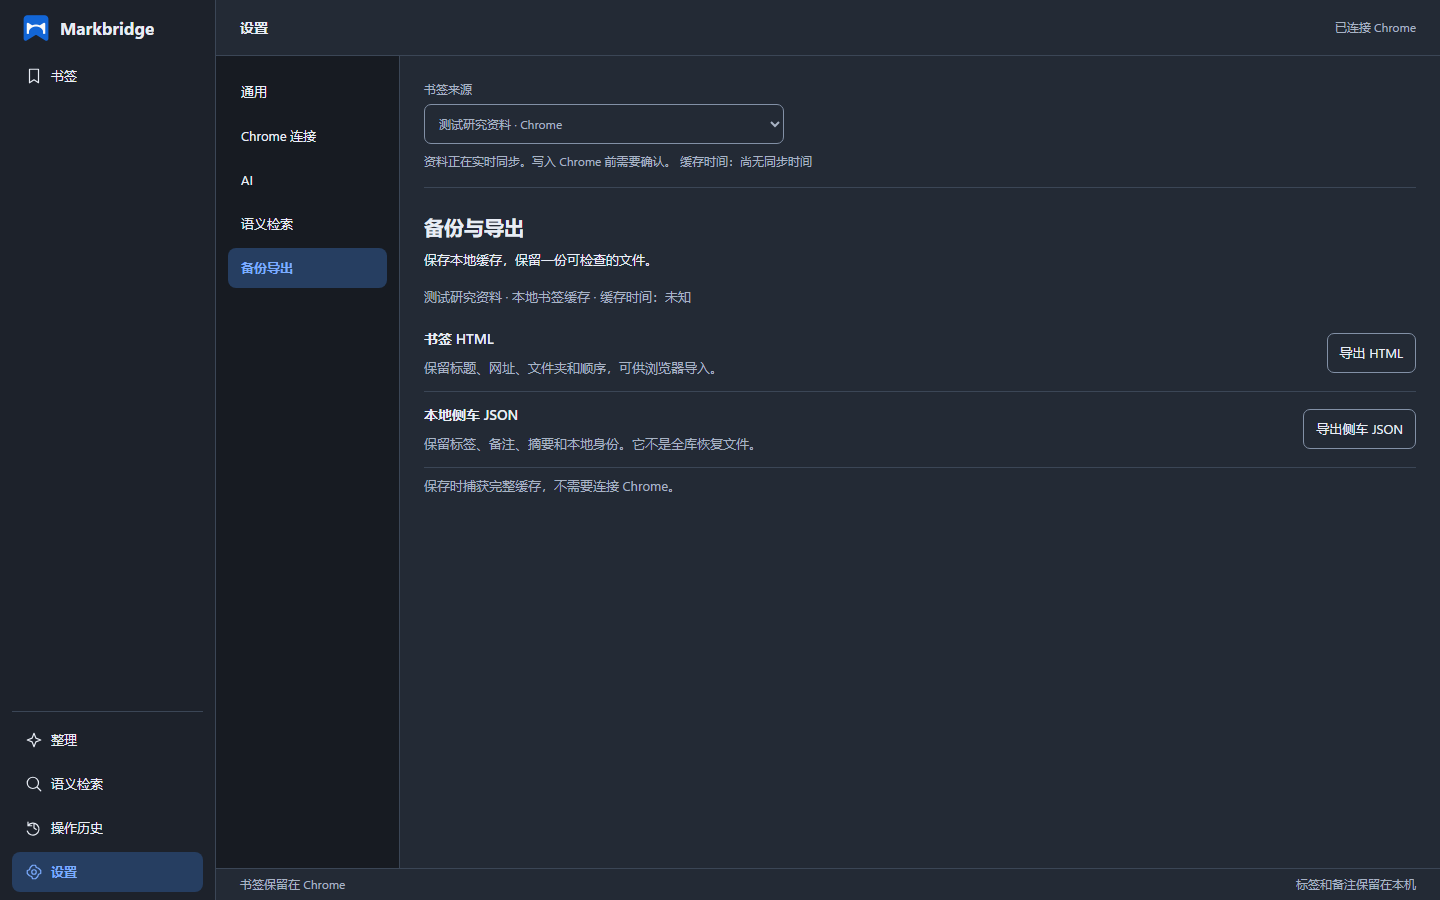 Markbridge
书签
整理
语义检索
操作历史
设置
设置
已连接 Chrome
通用
Chrome 连接
AI
语义检索
备份导出
书签来源
测试研究资料 · Chrome
资料正在实时同步。写入 Chrome 前需要确认。 缓存时间：尚无同步时间
备份与导出
保存本地缓存，保留一份可检查的文件。
测试研究资料 · 本地书签缓存 · 缓存时间：未知
书签 HTML
保留标题、网址、文件夹和顺序，可供浏览器导入。
导出 HTML
本地侧车 JSON
保留标签、备注、摘要和本地身份。它不是全库恢复文件。
导出侧车 JSON
保存时捕获完整缓存，不需要连接 Chrome。
书签保留在 Chrome
标签和备注保留在本机